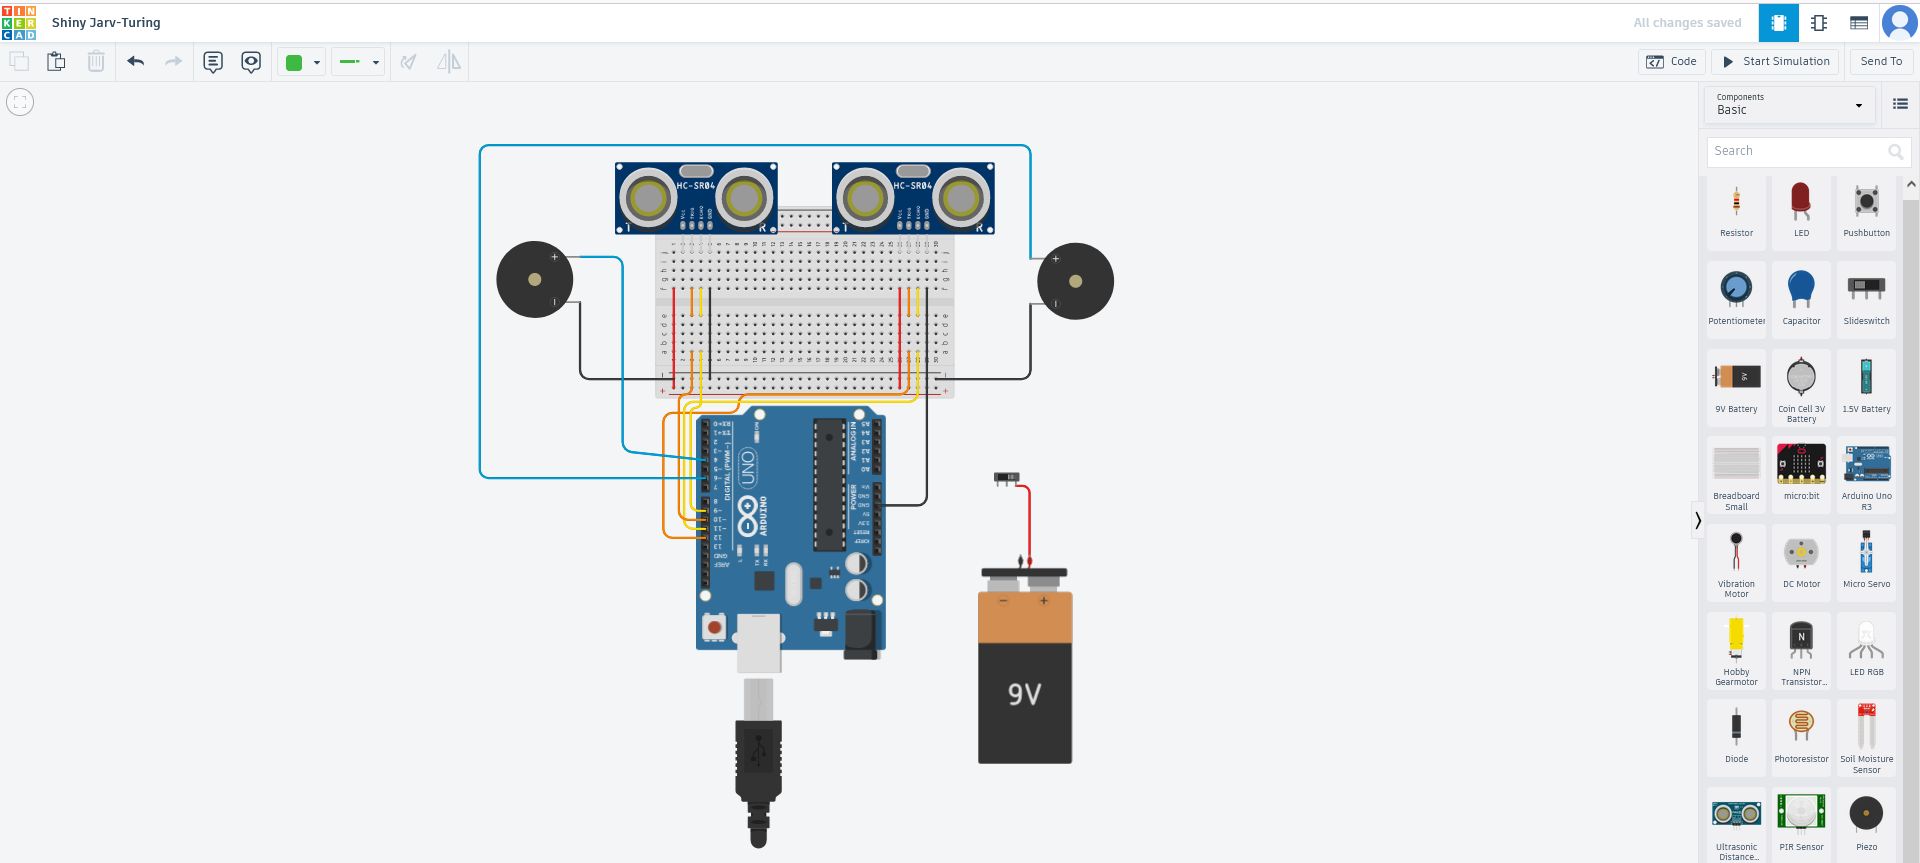 TINKERCAD
Shiny Jarv-Turing
All changes saved
Code
Start Simulation
Send To
Components
Basic
Search
Resistor
LED
Pushbutton
Potentiometer
Capacitor
Slideswitch
9V Battery
Coin Cell 3V
Battery
1.5V Battery
Breadboard
Small
micro:bit
Arduino Uno
R3
Vibration
Motor
DC Motor
Micro Servo
Hobby
Gearmotor
NPN
Transistor...
LED RGB
Diode
Photoresistor
Soil Moisture
Sensor
Ultrasonic
Distance...
PIR Sensor
Piezo
HC-SR04
HC-SR04
DIGITAL (PWM~)
UNO
ARDUINO
ANALOG IN
POWER
9V